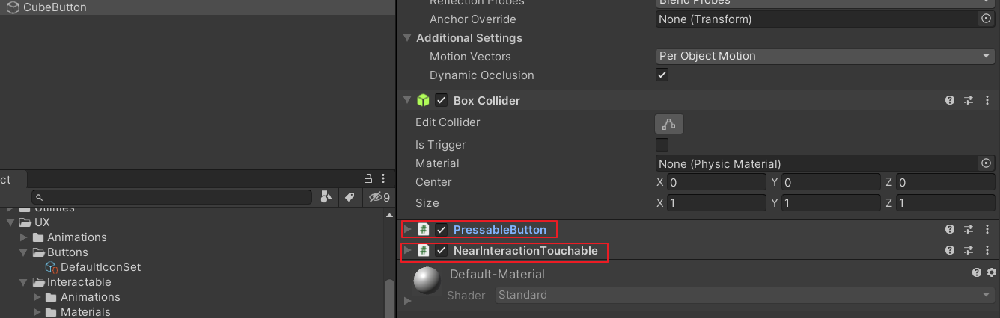 CubeButton
ct
9
Utilities
UX
Animations
Buttons
DefaultIconSet
Interactable
Animations
Materials
Reflection Probes
Blend Probes
Anchor Override
None (Transform)
Additional Settings
Motion Vectors
Per Object Motion
Dynamic Occlusion
Box Collider
Edit Collider
Is Trigger
Material
None (Physic Material)
Center
X 0 Y 0 Z 0
Size
X 1 Y 1 Z 1
# PressableButton
# NearInteractionTouchable
Default-Material
Shader Standard